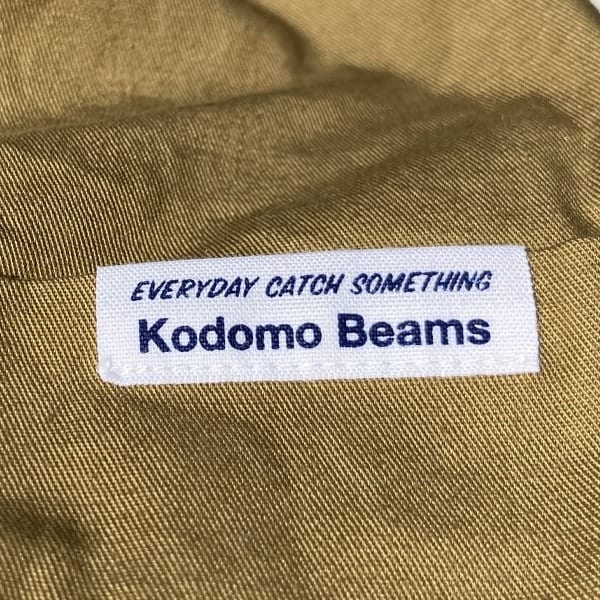 EVERYDAY CATCH SOMETHING
Kodomo Beams